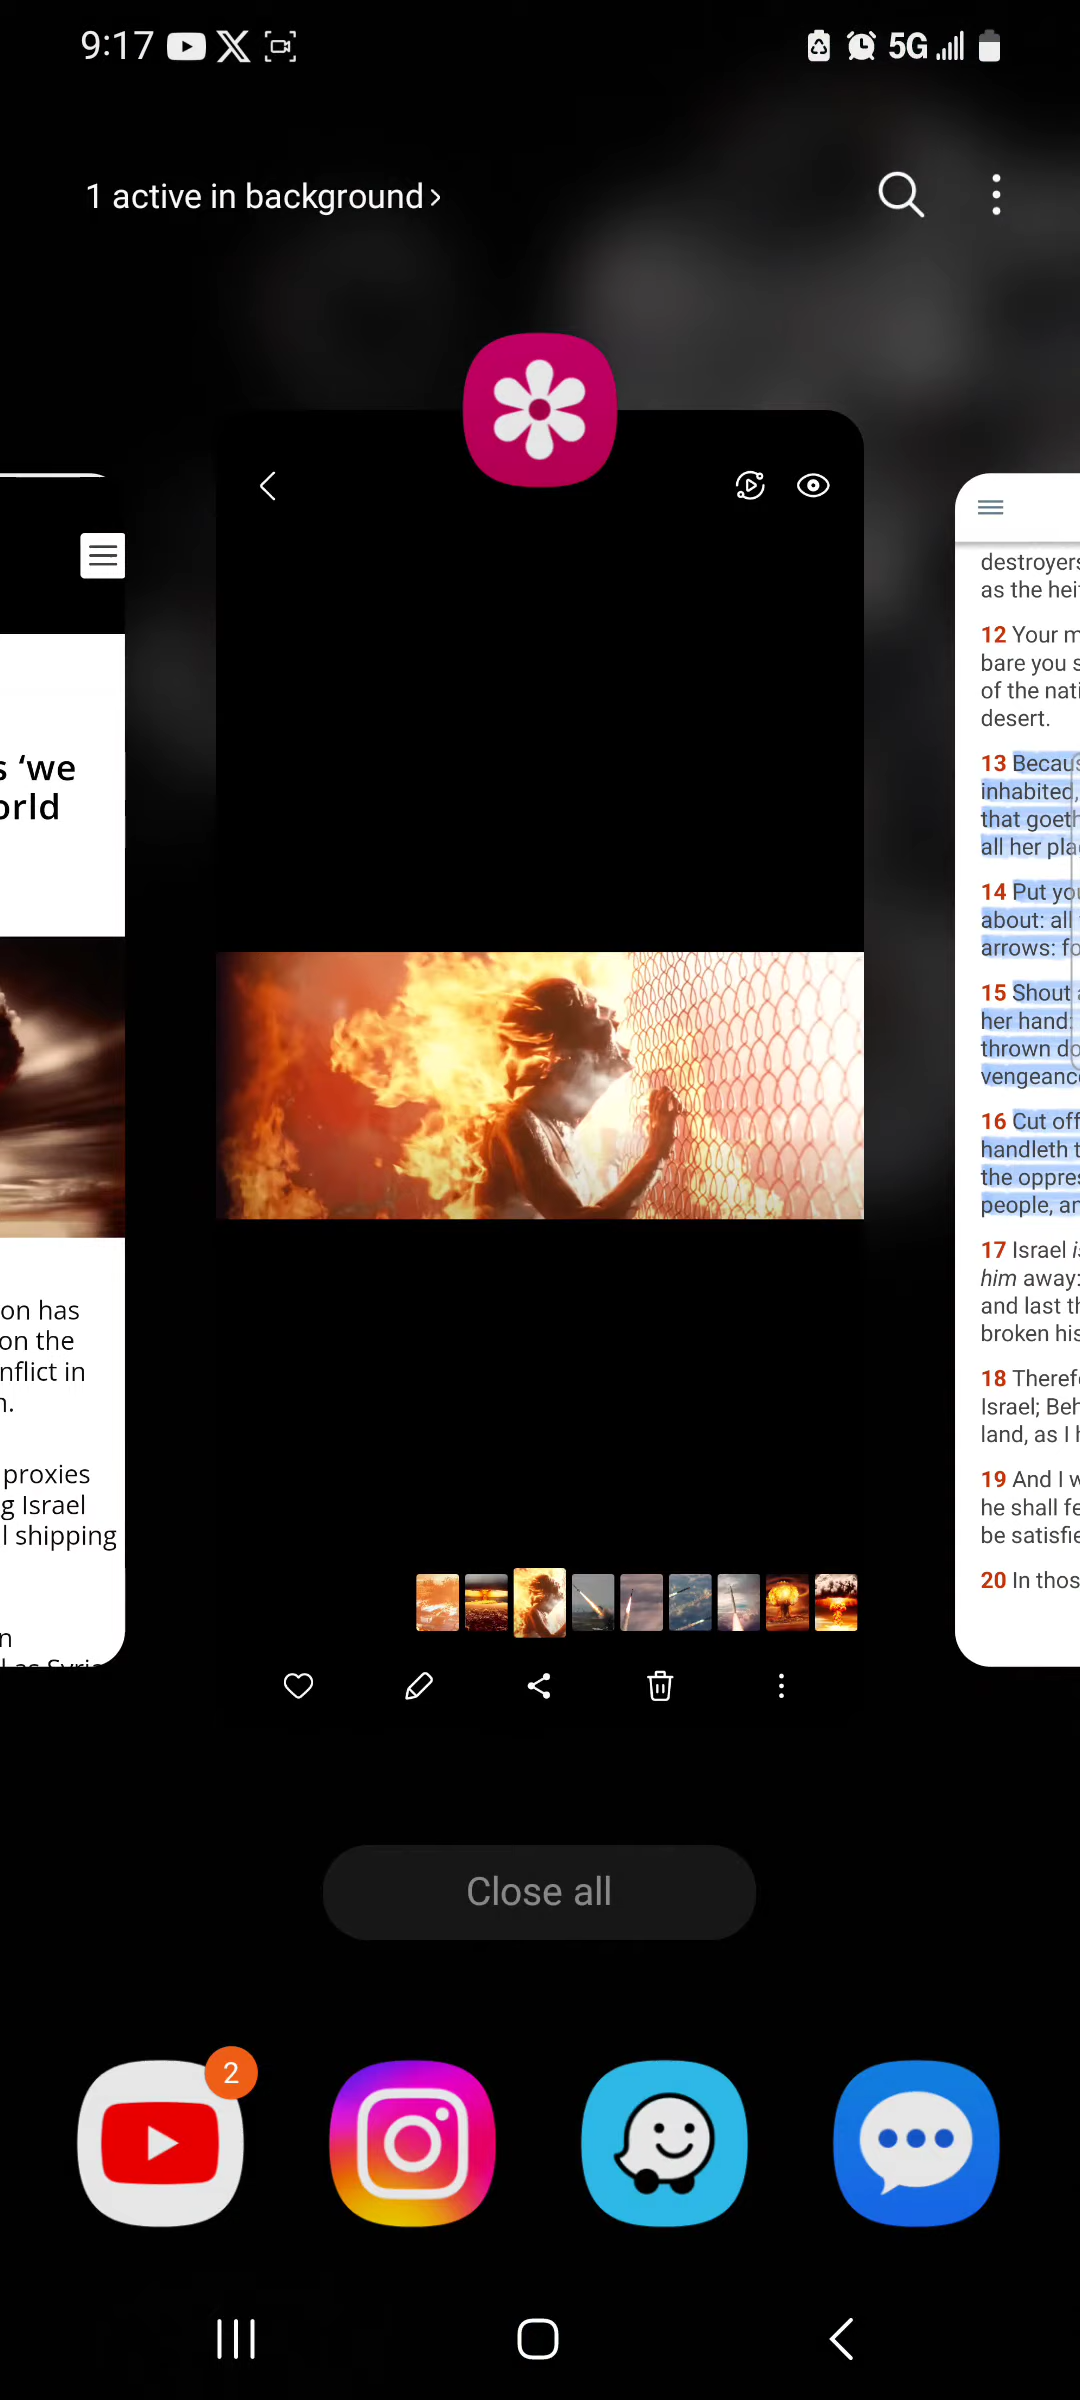 9:17
5G
1 active in background
s ‘we
orld
on has
on the
nflict in
n.
proxies
g Israel
l shipping
n
destroyers
as the hei
12 Your m
bare you s
of the nati
desert.
13 Becau
inhabited,
that goeth
all her pla
14 Put yo
about: all
arrows: fo
15 Shout a
her hand:
thrown do
vengeance
16 Cut off
handleth t
the oppres
people, an
17 Israel is
him away:
and last th
broken his
18 Therefo
Israel; Beh
land, as I h
19 And I w
he shall fe
be satisfie
20 In thos
Close all
2